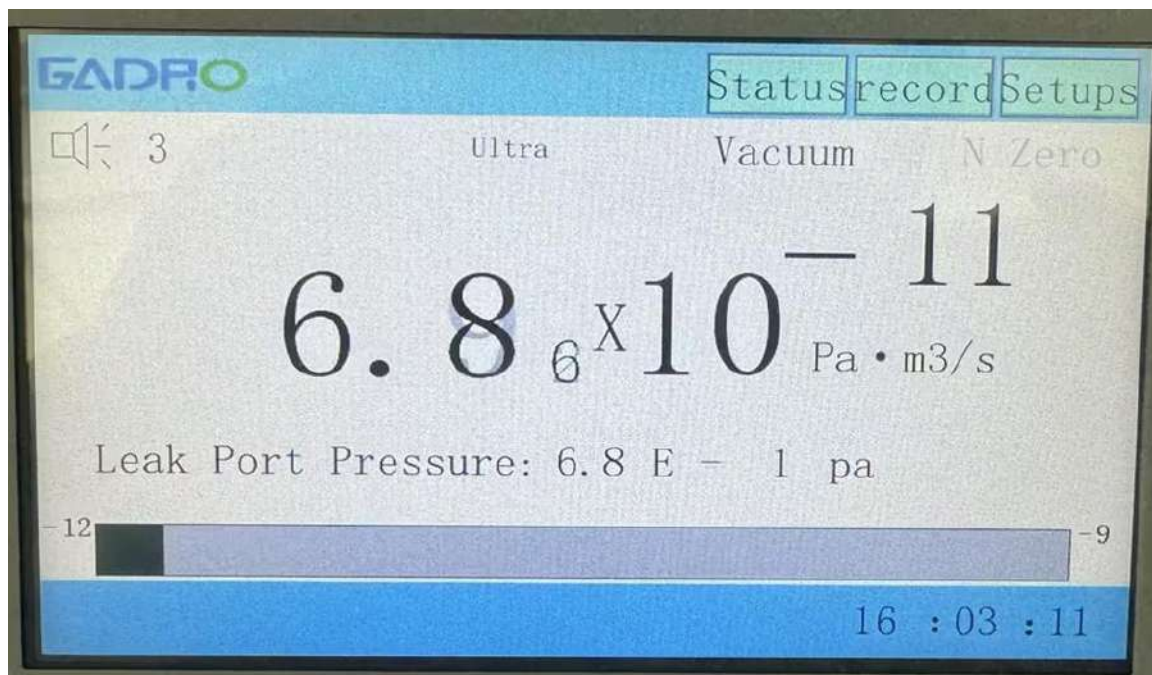 GADRO
Status record Setups
3 Ultra Vacuum N Zero
6.8 6 X10 -11 Pa·m3/s
Leak Port Pressure: 6.8 E - 1 pa
-12 -9
16 :03 :11